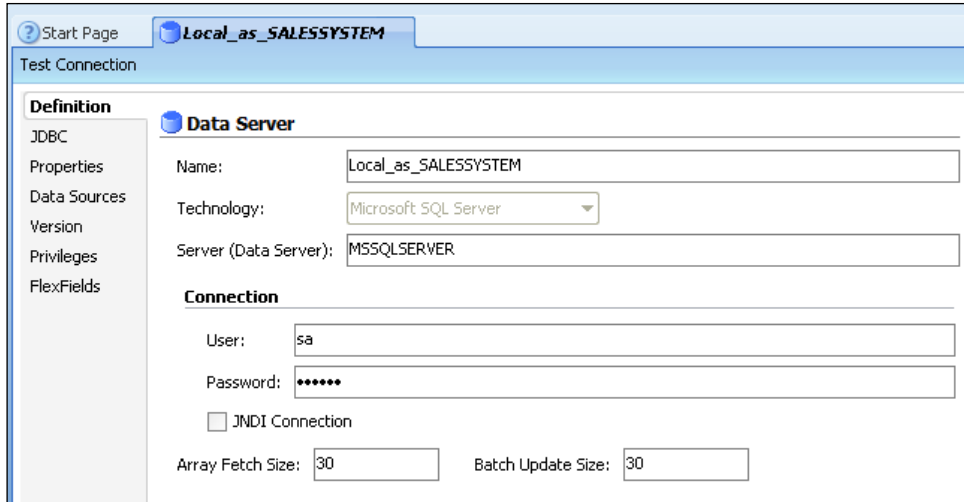 Start Page
Local_as_SALESSYSTEM
Test Connection
Definition
JDBC
Properties
Data Sources
Version
Privileges
FlexFields
Data Server
Name: Local_as_SALESSYSTEM
Technology: Microsoft SQL Server
Server (Data Server): MSSQLSERVER
Connection
User: sa
Password: ••••••
JNDI Connection
Array Fetch Size: 30 Batch Update Size: 30